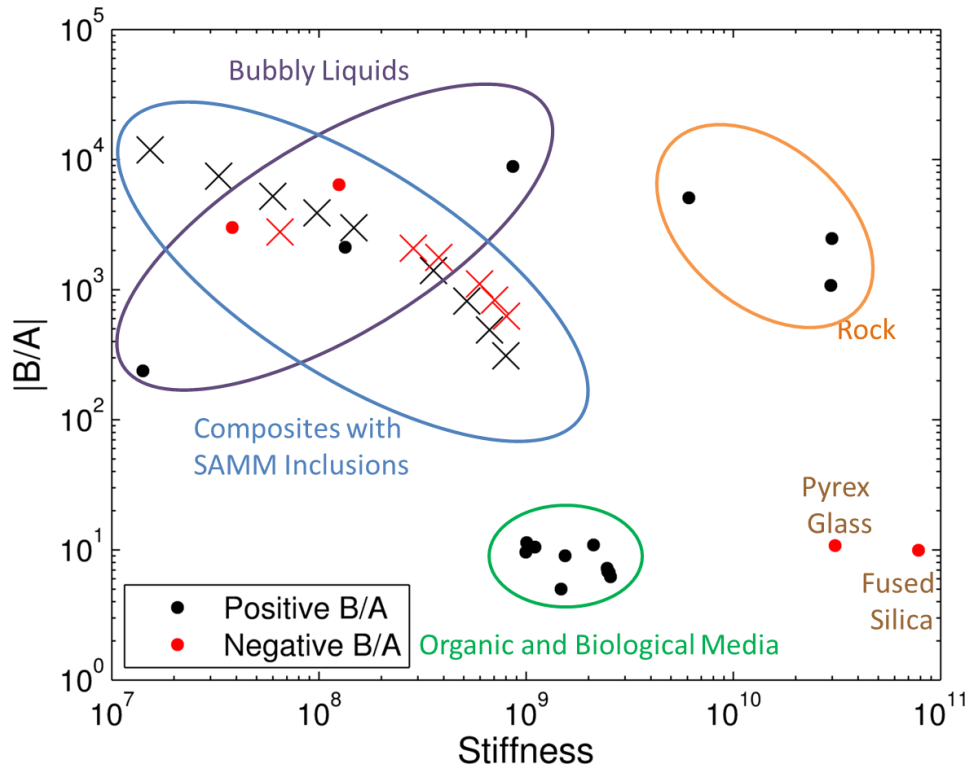 10^5
Bubbly Liquids
10^4
10^3
Rock
|B/A|
Composites with
SAMM Inclusions
10^2
Pyrex
Glass
10^1
Fused
Silica
Positive B/A
Negative B/A
Organic and Biological Media
10^0
10^7 10^8 10^9 10^10 10^11
Stiffness